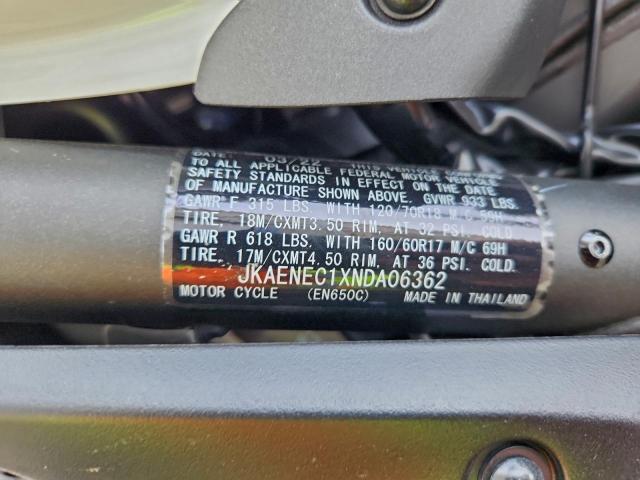 DATE: 03/22 THIS VEHICLE
TO ALL APPLICABLE FEDERAL MOTOR VEHICLE
SAFETY STANDARDS IN EFFECT ON THE DATE
OF MANUFACTURE SHOWN ABOVE. GVWR 933 LBS.
GAWR F 315 LBS. WITH 120/70R18 M/C 59H
TIRE, 18M/CXMT3.50 RIM, AT 32 PSI. COLD.
GAWR R 618 LBS. WITH 160/60R17 M/C 69H
TIRE, 17M/CXMT4.50 RIM, AT 36 PSI. COLD.
JKAENEC1XNDA06362
MOTOR CYCLE (EN650C) MADE IN THAILAND